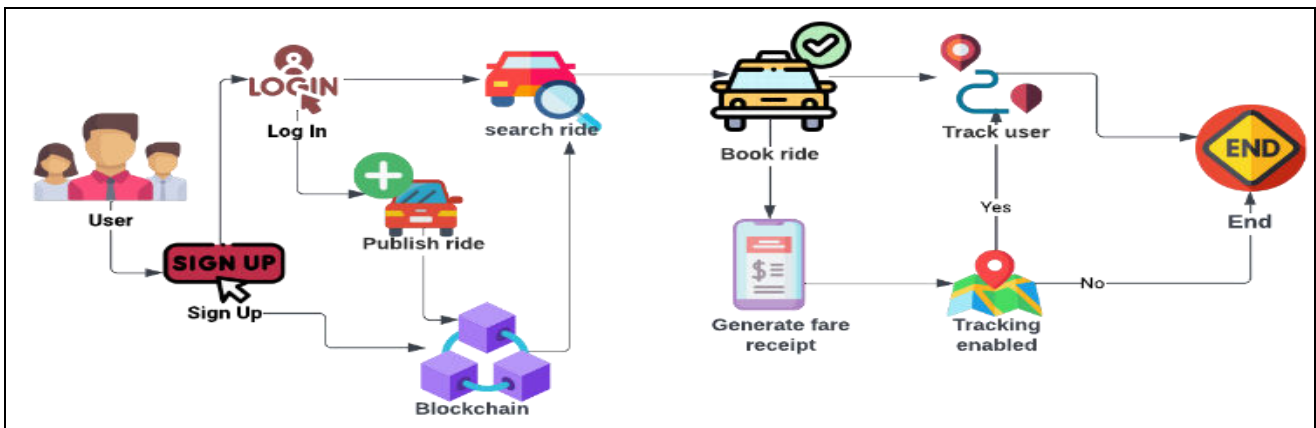 LOGIN
Log In
search ride
Book ride
Track user
END
End
User
SIGN UP
Sign Up
Publish ride
Blockchain
$
Generate fare
receipt
Yes
No
Tracking
enabled